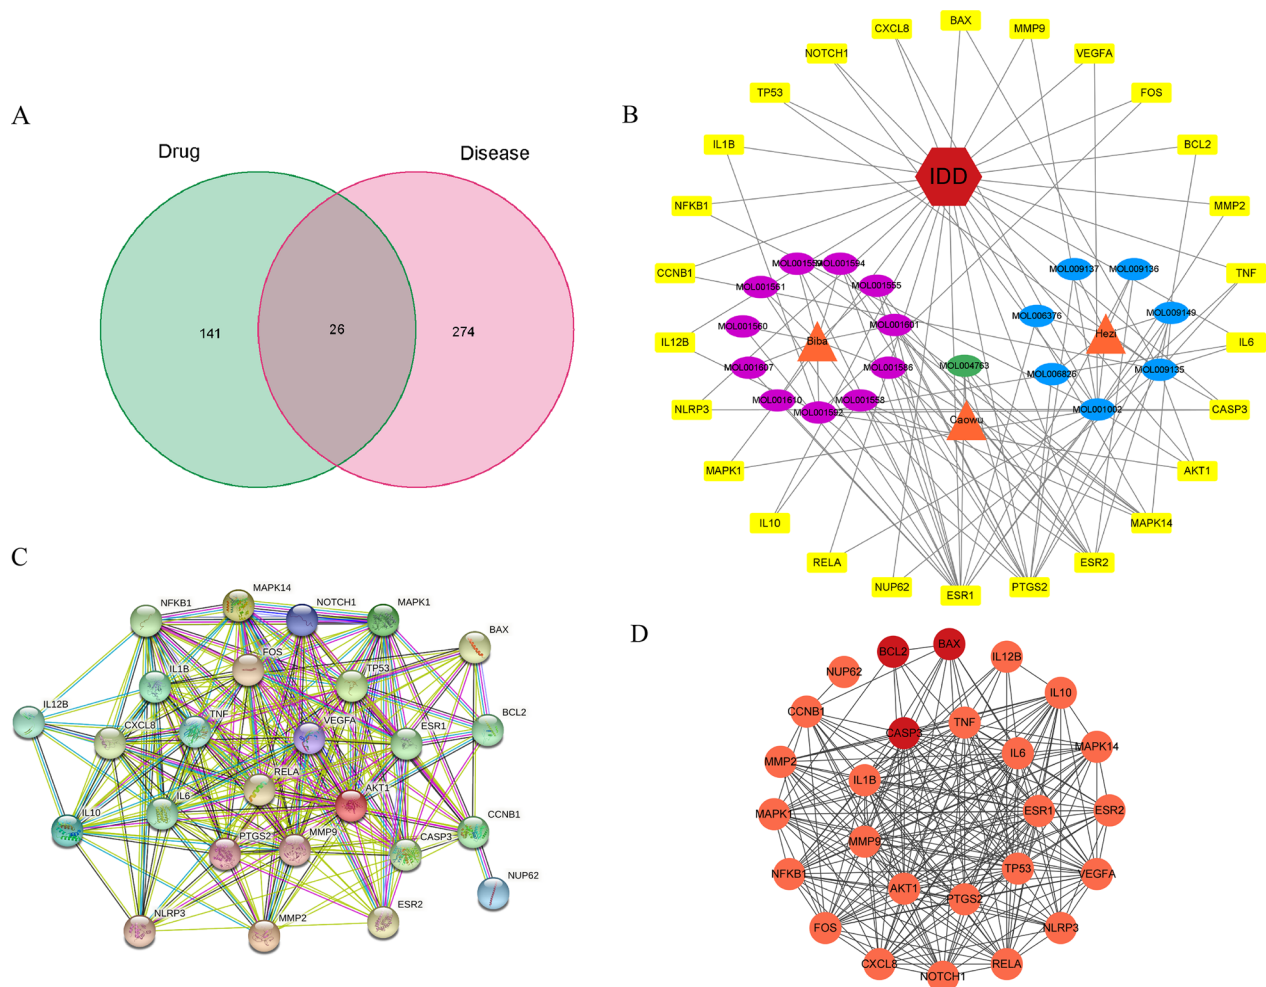 A
Drug
Disease
141
26
274
B
BAX
CXCL8
MMP9
NOTCH1
VEGFA
TP53
FOS
IL1B
BCL2
IDD
NFKB1
MMP2
CCNB1
TNF
MOL001594
MOL009137
MOL009136
MOL001561
MOL001555
MOL006376
MOL009149
MOL001560
MOL001601
Biba
Hezi
IL12B
IL6
MOL001607
MOL001586
MOL004763
MOL006826
MOL009135
MOL001610
MOL001592
MOL001558
MOL001002
Caowu
NLRP3
CASP3
MAPK1
AKT1
IL10
MAPK14
RELA
ESR2
NUP62
PTGS2
ESR1
C
MAPK14
NFKB1
NOTCH1
MAPK1
BAX
FOS
IL1B
TP53
IL12B
CXCL8
TNF
VEGFA
ESR1
BCL2
RELA
AKT1
IL6
IL10
CCNB1
PTGS2
MMP9
CASP3
NUP62
NLRP3
MMP2
ESR2
D
BCL2
BAX
IL12B
NUP62
IL10
CCNB1
TNF
CASP3
MAPK14
IL6
MMP2
IL1B
MAPK1
ESR1
ESR2
MMP9
NFKB1
TP53
VEGFA
AKT1
PTGS2
FOS
NLRP3
CXCL8
RELA
NOTCH1